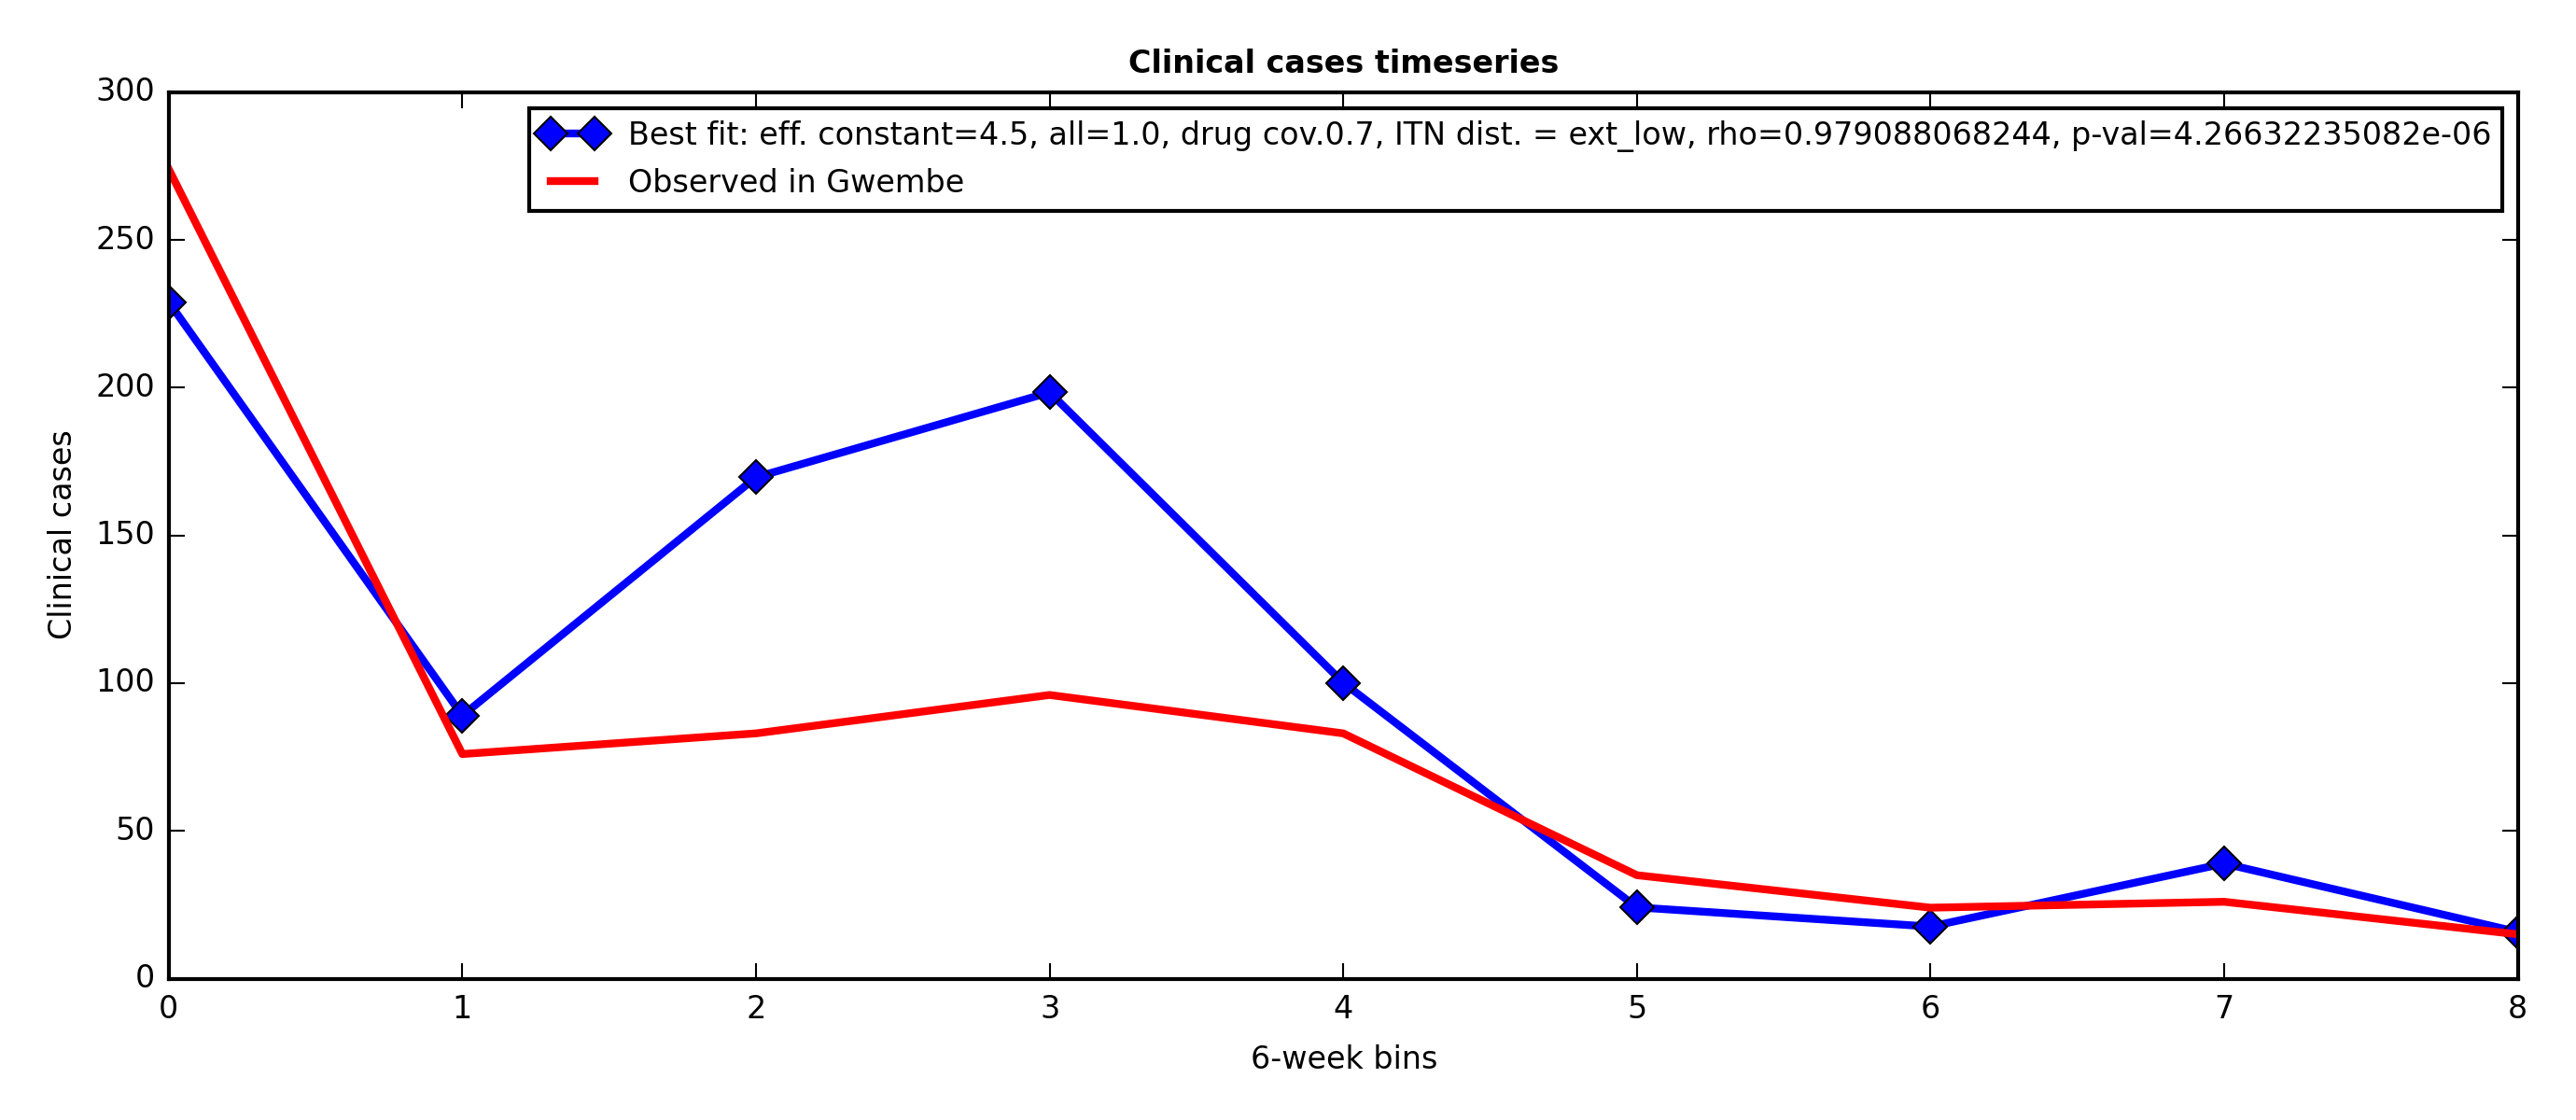 Clinical cases timeseries
Best fit: eff. constant=4.5, all=1.0, drug cov.0.7, ITN dist. = ext_low, rho=0.979088068244, p-val=4.26632235082e-06
Observed in Gwembe
300
250
200
150
100
50
0
Clinical cases
0 1 2 3 4 5 6 7 8
6-week bins